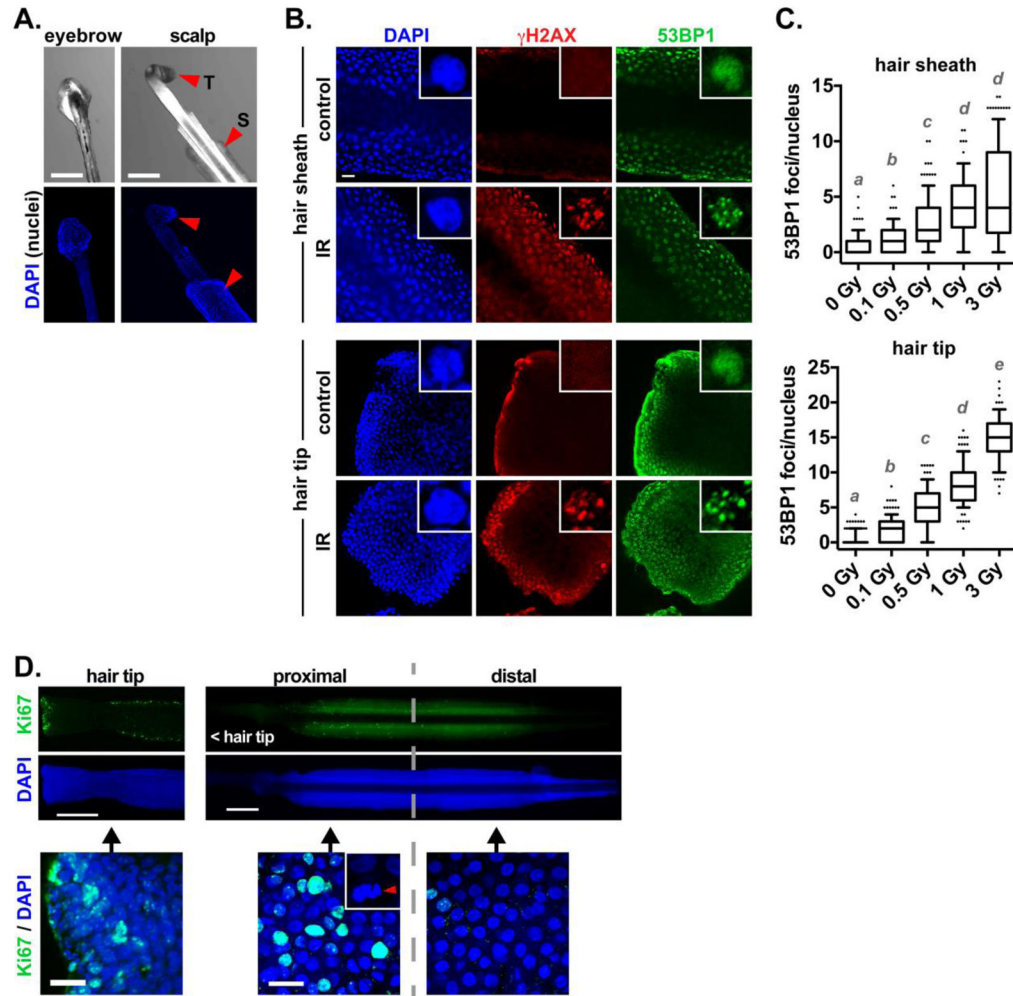 A.
eyebrow scalp
T
S
DAPI (nuclei)
B.
DAPI γH2AX 53BP1
hair sheath
control
IR
hair tip
control
IR
C.
hair sheath
53BP1 foci/nucleus
15
10
5
0
a
b
c
d
d
0 Gy
0.1 Gy
0.5 Gy
1 Gy
3 Gy
hair tip
53BP1 foci/nucleus
25
20
15
10
5
0
a
b
c
d
e
0 Gy
0.1 Gy
0.5 Gy
1 Gy
3 Gy
D.
hair tip proximal distal
Ki67
< hair tip
DAPI
Ki67 / DAPI